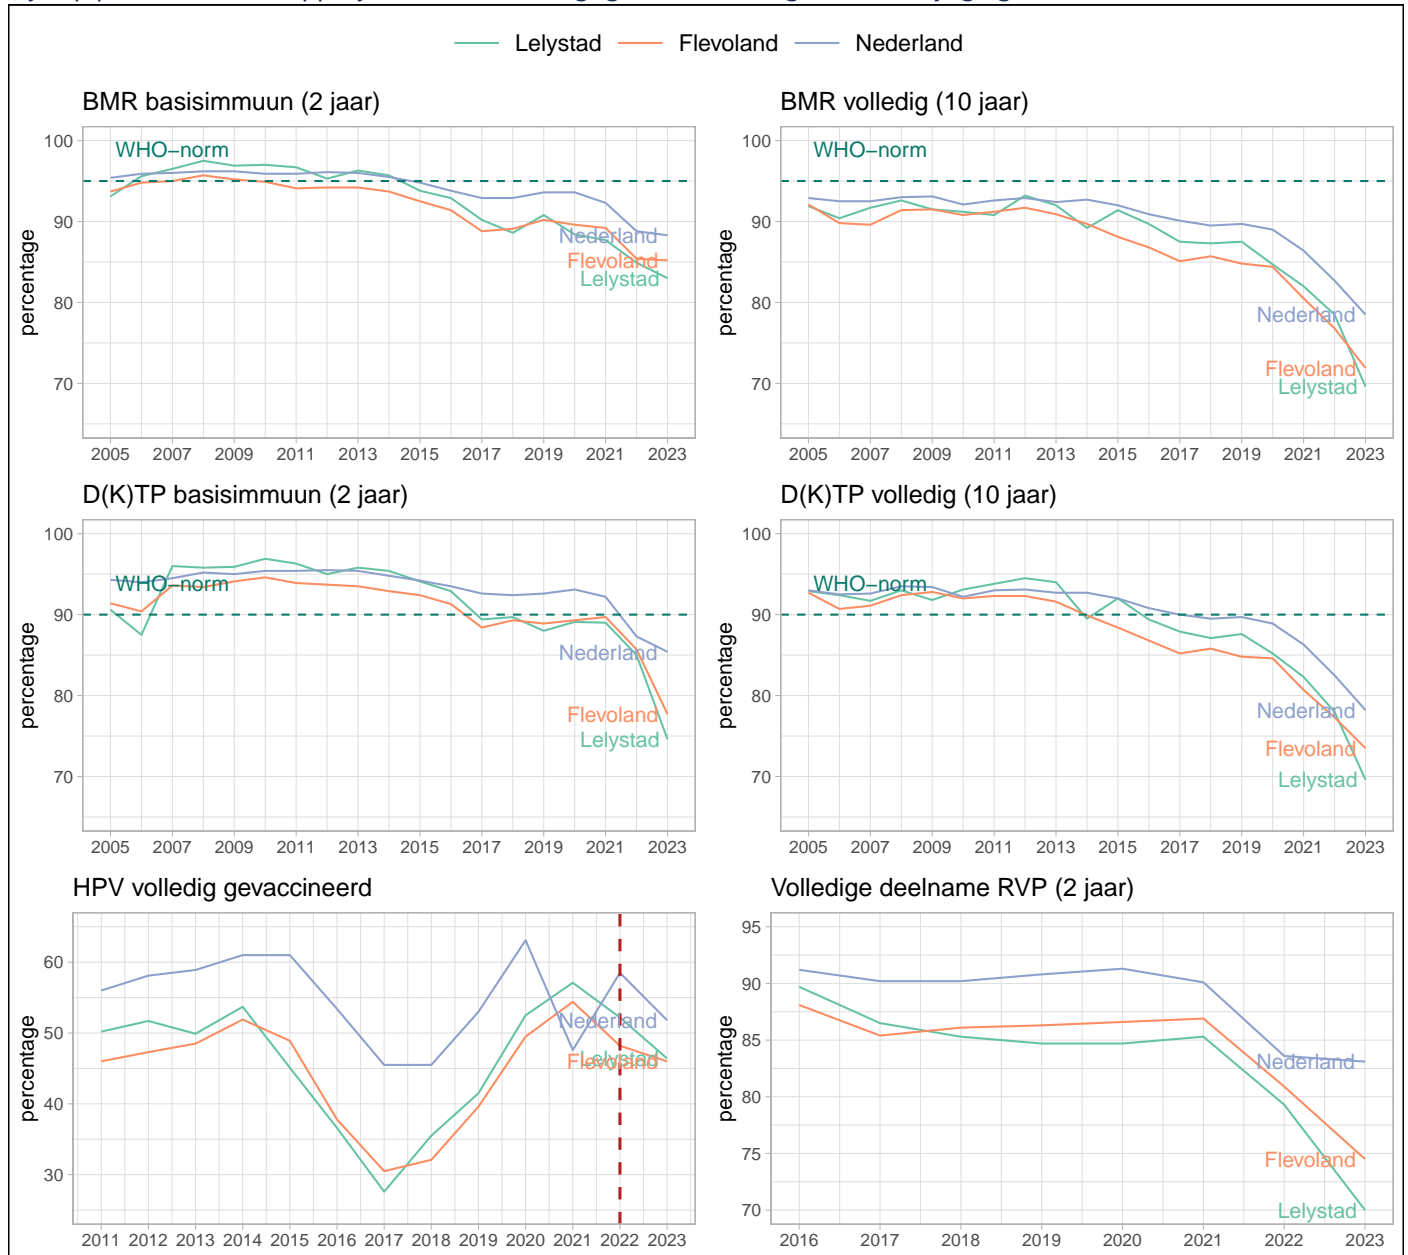 Lelystad Flevoland Nederland
BMR basisimmuun (2 jaar)
percentage
100
90
80
70
WHO−norm
Nederland
Flevoland
Lelystad
2005 2007 2009 2011 2013 2015 2017 2019 2021 2023
BMR volledig (10 jaar)
percentage
100
90
80
70
WHO−norm
Nederland
Flevoland
Lelystad
2005 2007 2009 2011 2013 2015 2017 2019 2021 2023
D(K)TP basisimmuun (2 jaar)
percentage
100
90
80
70
WHO−norm
Nederland
Flevoland
Lelystad
2005 2007 2009 2011 2013 2015 2017 2019 2021 2023
D(K)TP volledig (10 jaar)
percentage
100
90
80
70
WHO−norm
Nederland
Flevoland
Lelystad
2005 2007 2009 2011 2013 2015 2017 2019 2021 2023
HPV volledig gevaccineerd
percentage
60
50
40
30
Nederland
Lelystad
Flevoland
2011 2012 2013 2014 2015 2016 2017 2018 2019 2020 2021 2022 2023
Volledige deelname RVP (2 jaar)
percentage
95
90
85
80
75
70
Nederland
Flevoland
Lelystad
2016 2017 2018 2019 2020 2021 2022 2023